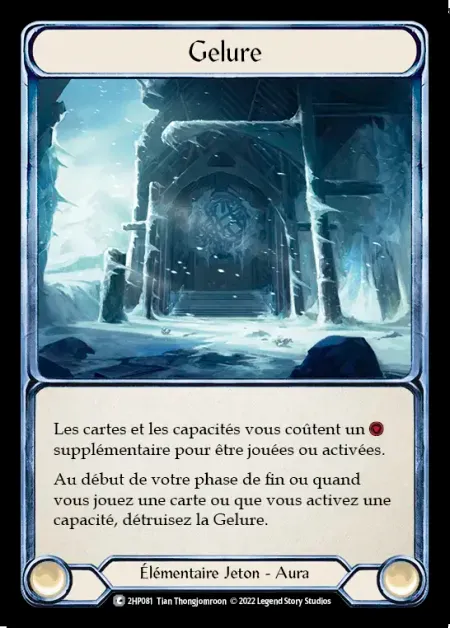 Gelure
Les cartes et les capacités vous coûtent un
supplémentaire pour être jouées ou activées.
Au début de votre phase de fin ou quand
vous jouez une carte ou que vous activez une
capacité, détruisez la Gelure.
Élémentaire Jeton - Aura
C 2HP081 Tian Thongjomroon © 2022 Legend Story Studios